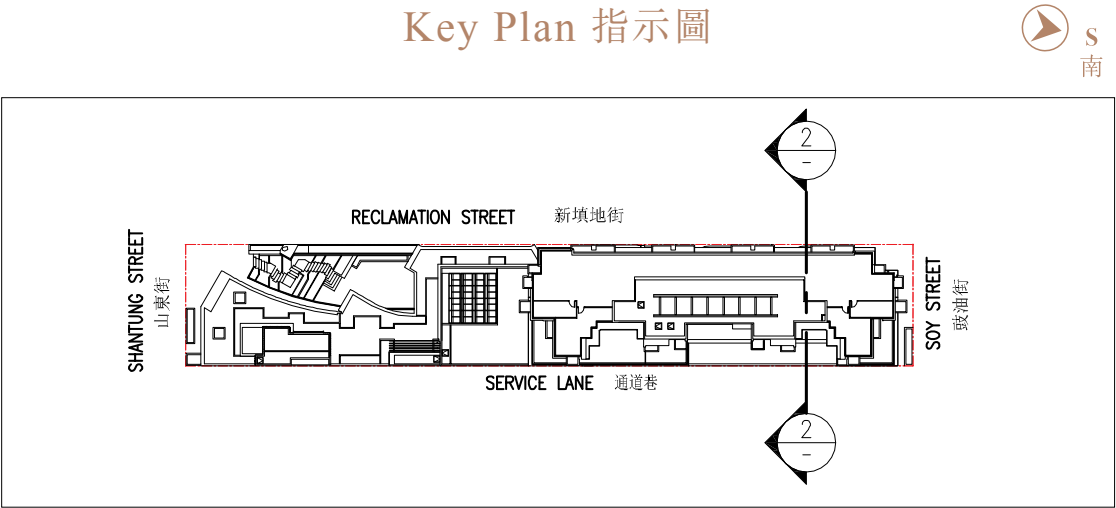 Key Plan 指示圖
S
南
2
-
RECLAMATION STREET 新填地街
SHANTUNG STREET
山東街
SOY STREET
豉油街
SERVICE LANE 通道巷
2
-